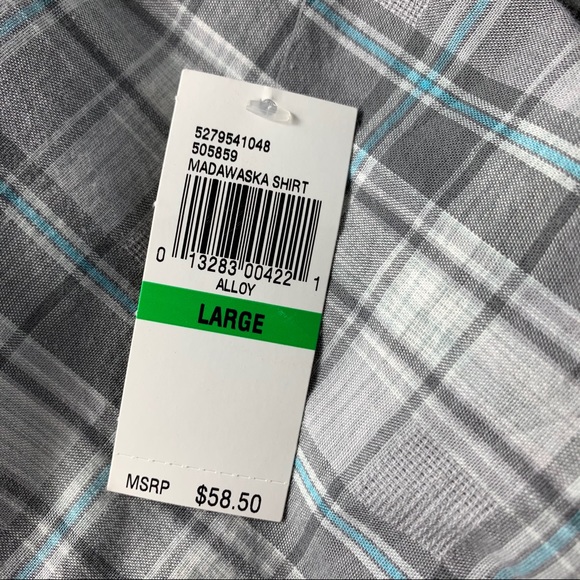 5279541048
505859
MADAWASKA SHIRT
0 13283 00422 1
ALLOY
LARGE
MSRP $58.50